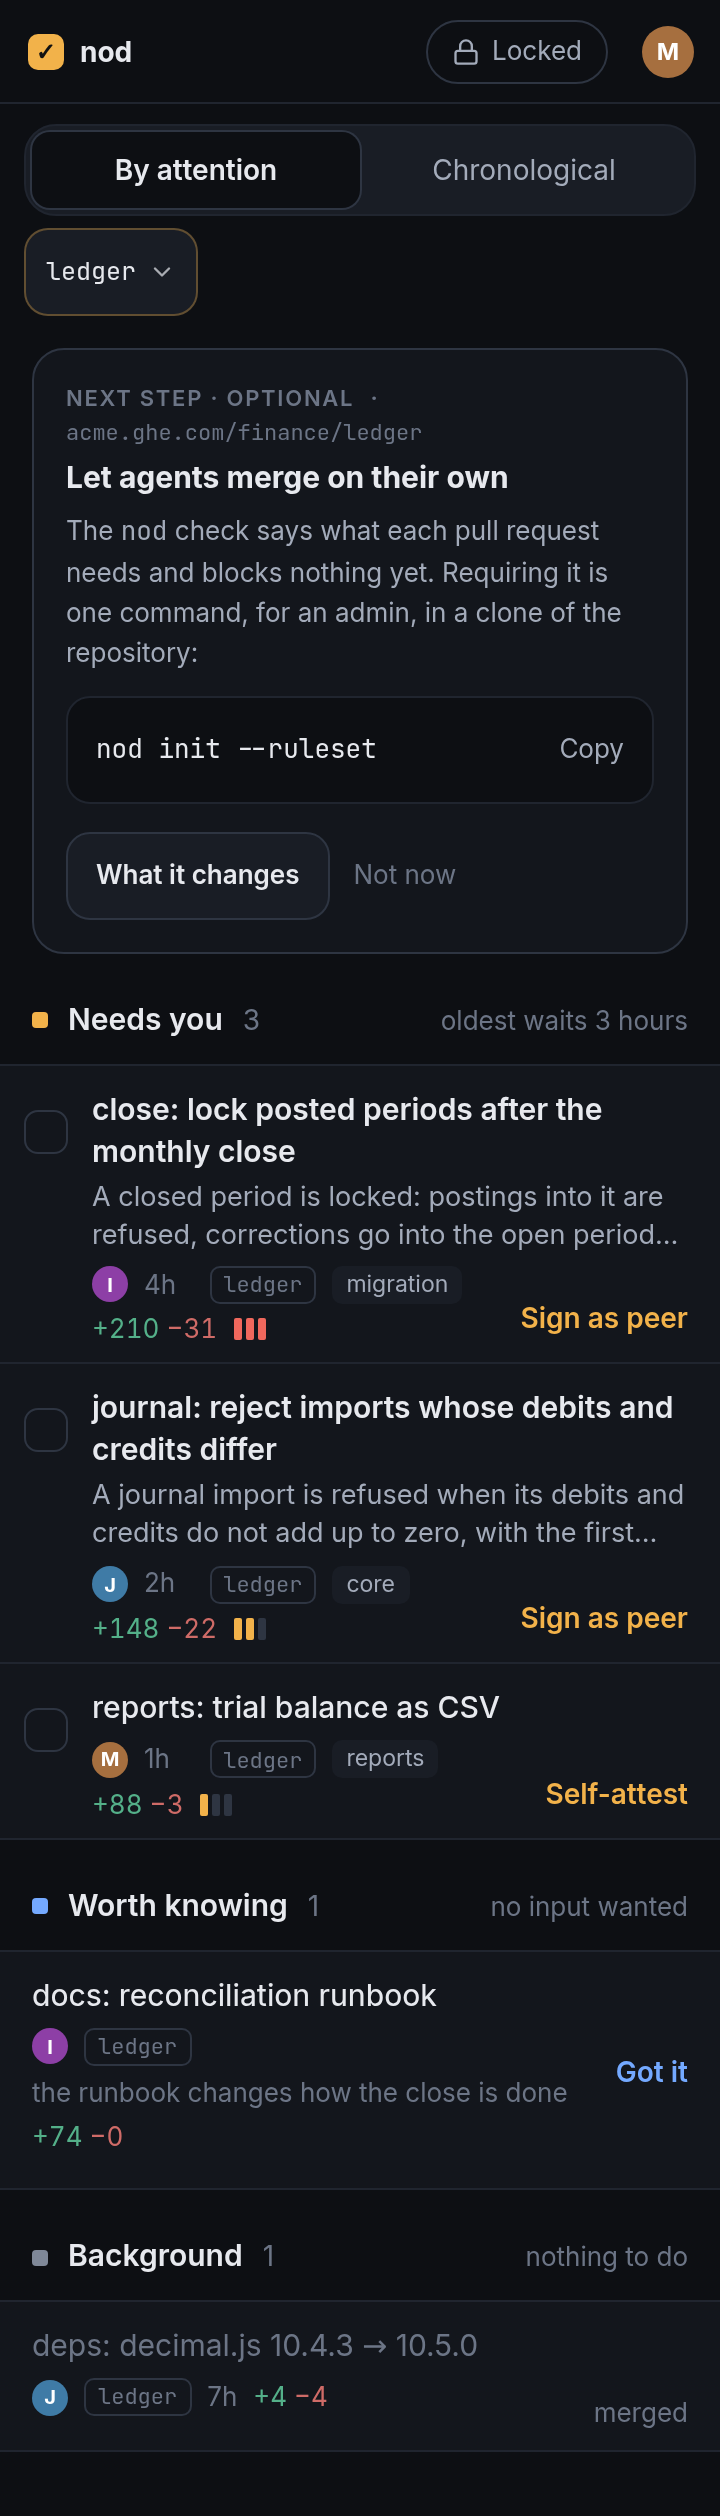 ✓ nod Locked M
By attention Chronological
ledger
NEXT STEP · OPTIONAL ·
acme.ghe.com/finance/ledger
Let agents merge on their own
The nod check says what each pull request
needs and blocks nothing yet. Requiring it is
one command, for an admin, in a clone of the
repository:
nod init --ruleset Copy
What it changes Not now
Needs you 3 oldest waits 3 hours
close: lock posted periods after the
monthly close
A closed period is locked: postings into it are
refused, corrections go into the open period...
I 4h ledger migration
+210 −31 Sign as peer
journal: reject imports whose debits and
credits differ
A journal import is refused when its debits and
credits do not add up to zero, with the first...
J 2h ledger core
+148 −22 Sign as peer
reports: trial balance as CSV
M 1h ledger reports
+88 −3 Self-attest
Worth knowing 1 no input wanted
docs: reconciliation runbook
I ledger
Got it
the runbook changes how the close is done
+74 −0
Background 1 nothing to do
deps: decimal.js 10.4.3 → 10.5.0
J ledger 7h +4 −4
merged